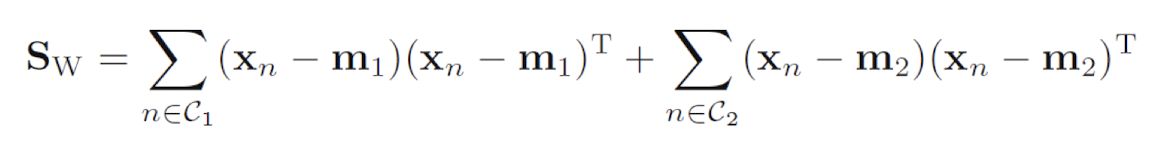 S_W = ∑_{n∈C_1} (x_n − m_1)(x_n − m_1)^T + ∑_{n∈C_2} (x_n − m_2)(x_n − m_2)^T